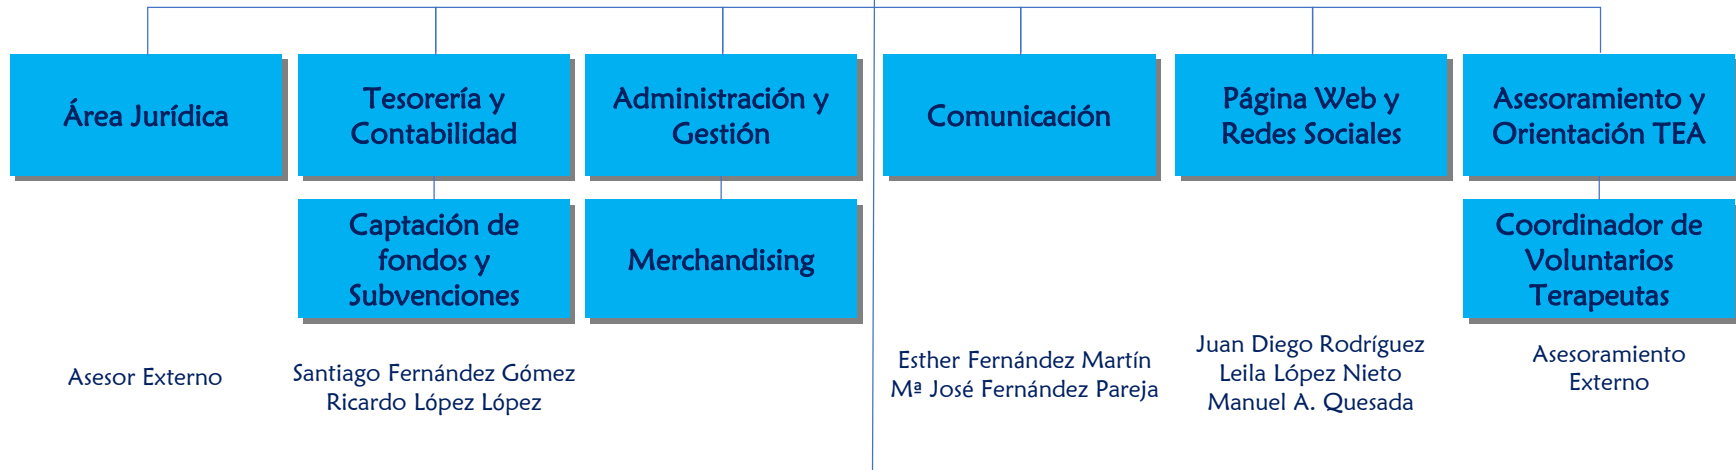 Área Jurídica
Tesorería y
Contabilidad
Administración y
Gestión
Comunicación
Página Web y
Redes Sociales
Asesoramiento y
Orientación TEA
Captación de
fondos y
Subvenciones
Merchandising
Coordinador de
Voluntarios
Terapeutas
Asesor Externo
Santiago Fernández Gómez
Ricardo López López
Esther Fernández Martín
Mª José Fernández Pareja
Juan Diego Rodríguez
Leila López Nieto
Manuel A. Quesada
Asesoramiento
Externo